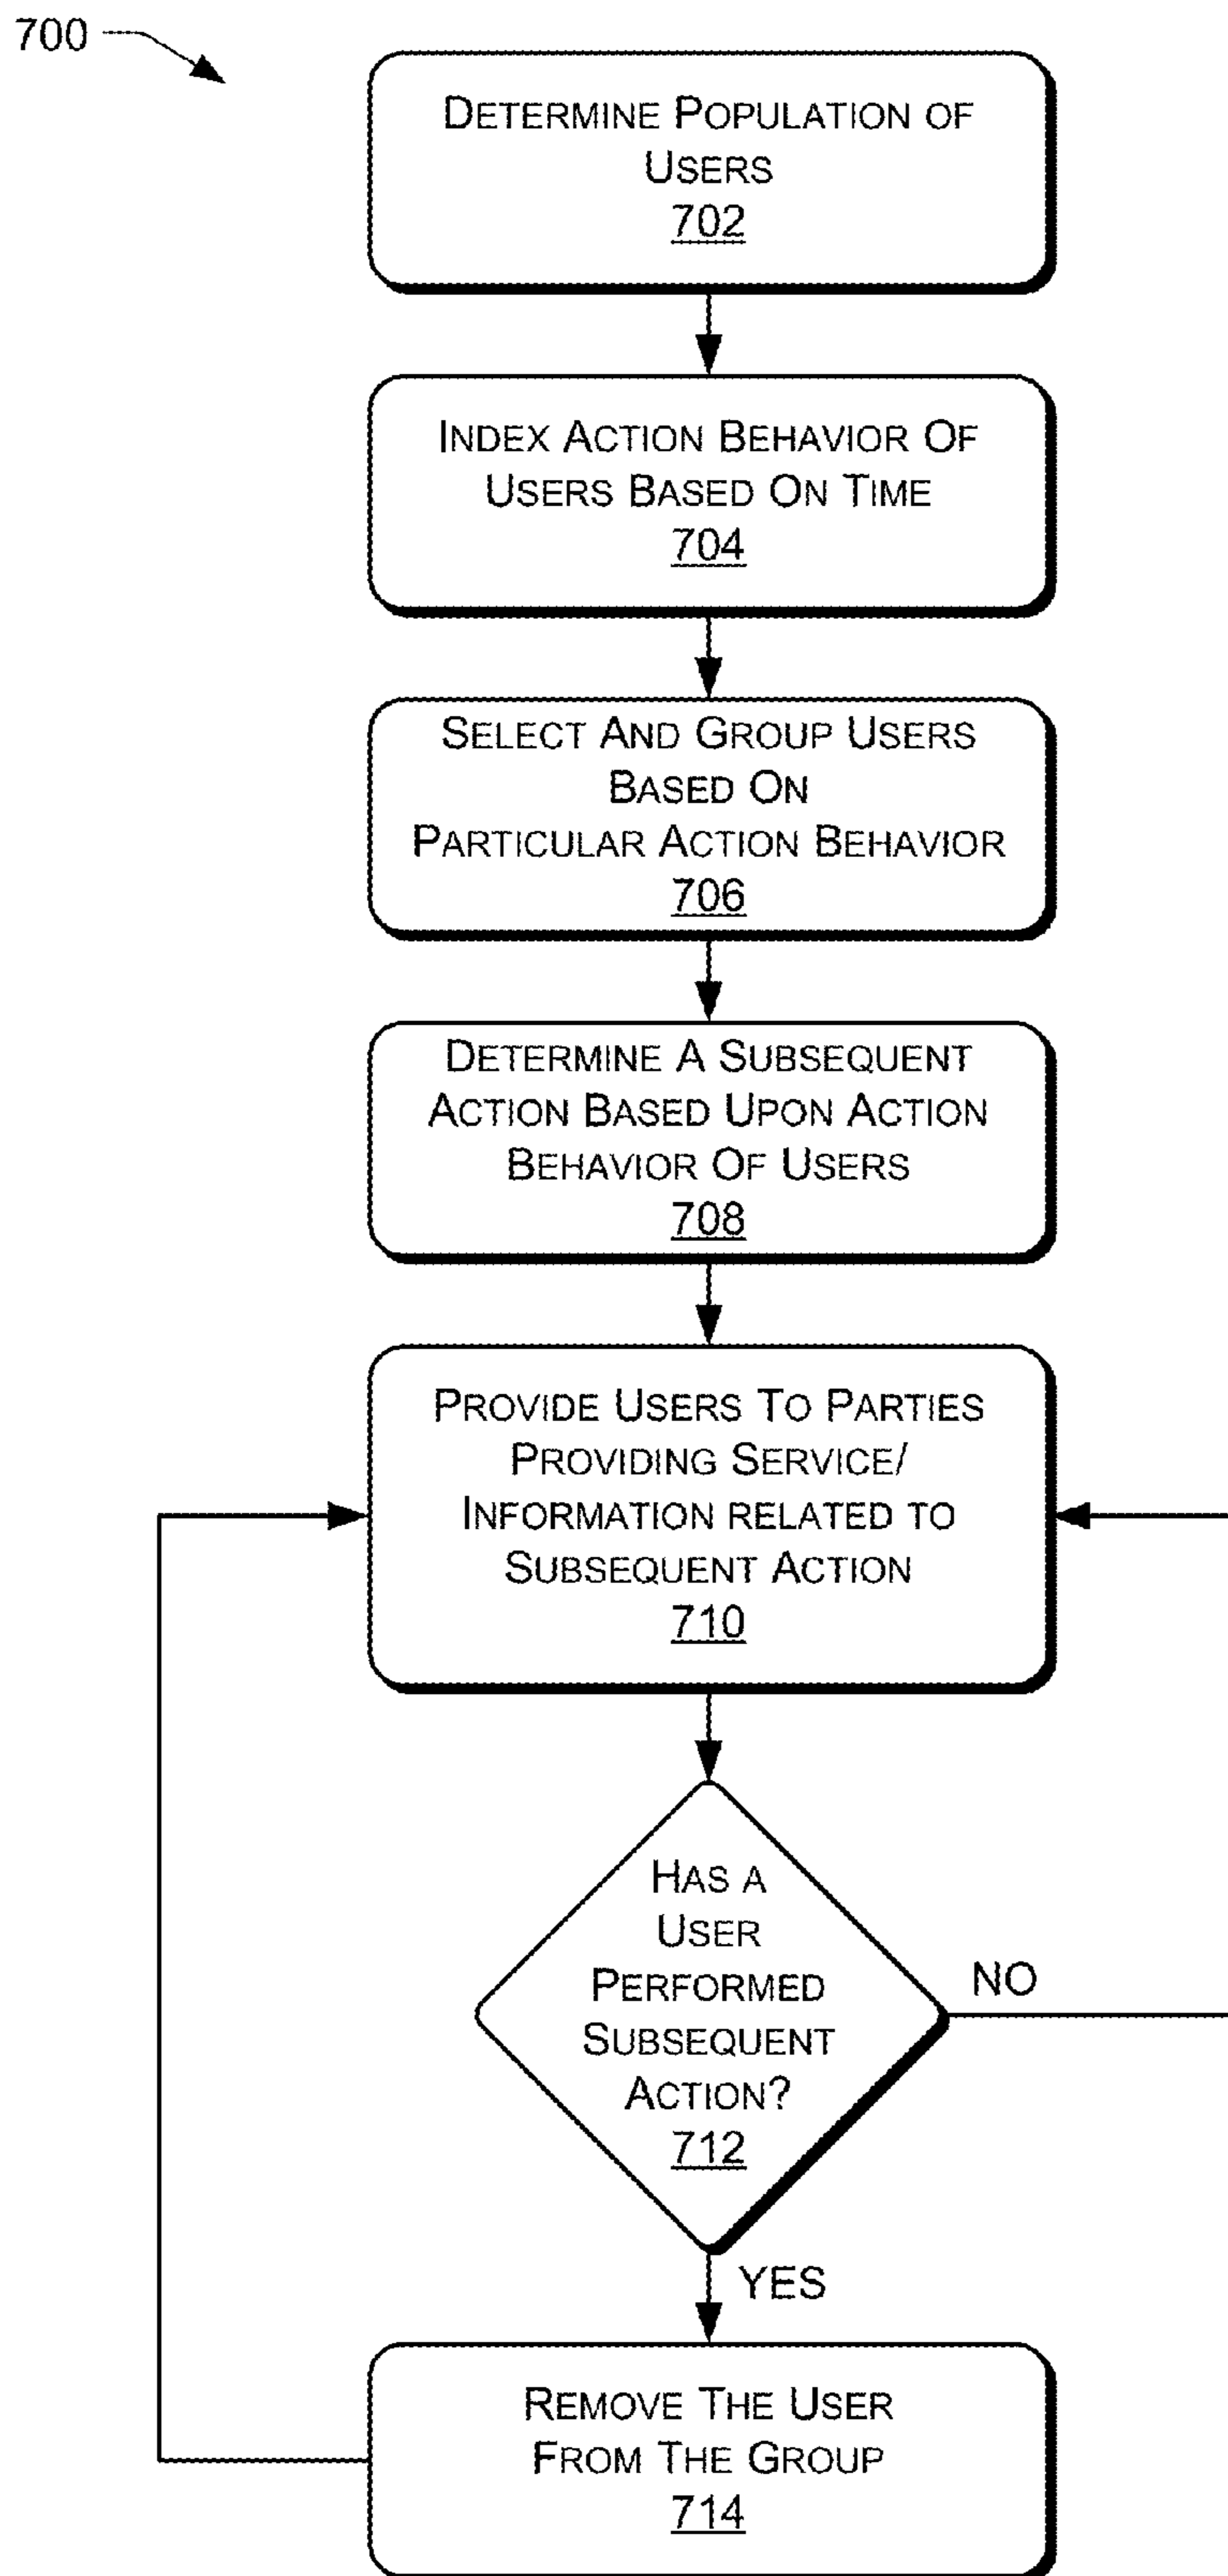 700
DETERMINE POPULATION OF
USERS
702
INDEX ACTION BEHAVIOR OF
USERS BASED ON TIME
704
SELECT AND GROUP USERS
BASED ON
PARTICULAR ACTION BEHAVIOR
706
DETERMINE A SUBSEQUENT
ACTION BASED UPON ACTION
BEHAVIOR OF USERS
708
PROVIDE USERS TO PARTIES
PROVIDING SERVICE/
INFORMATION RELATED TO
SUBSEQUENT ACTION
710
HAS A
USER
PERFORMED
SUBSEQUENT
ACTION?
712
NO
YES
REMOVE THE USER
FROM THE GROUP
714